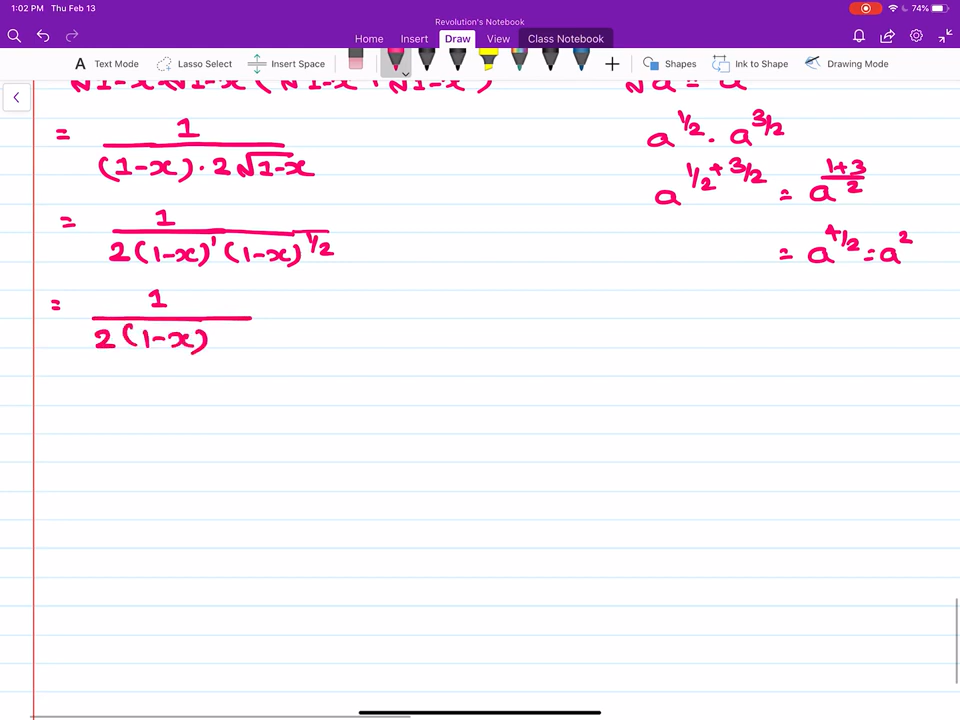 1:02 PM Thu Feb 13
74%
Revolution's Notebook
Home Insert Draw View Class Notebook
Text Mode Lasso Select Insert Space Shapes Ink to Shape Drawing Mode
= 1 / (1-x) · 2√1-x
a^1/2 · a^3/2
a^1/2+3/2 = a^(1+3)/2
= 1 / 2(1-x)^1 (1-x)^1/2
= a^4/2 = a^2
= 1 / 2(1-x)